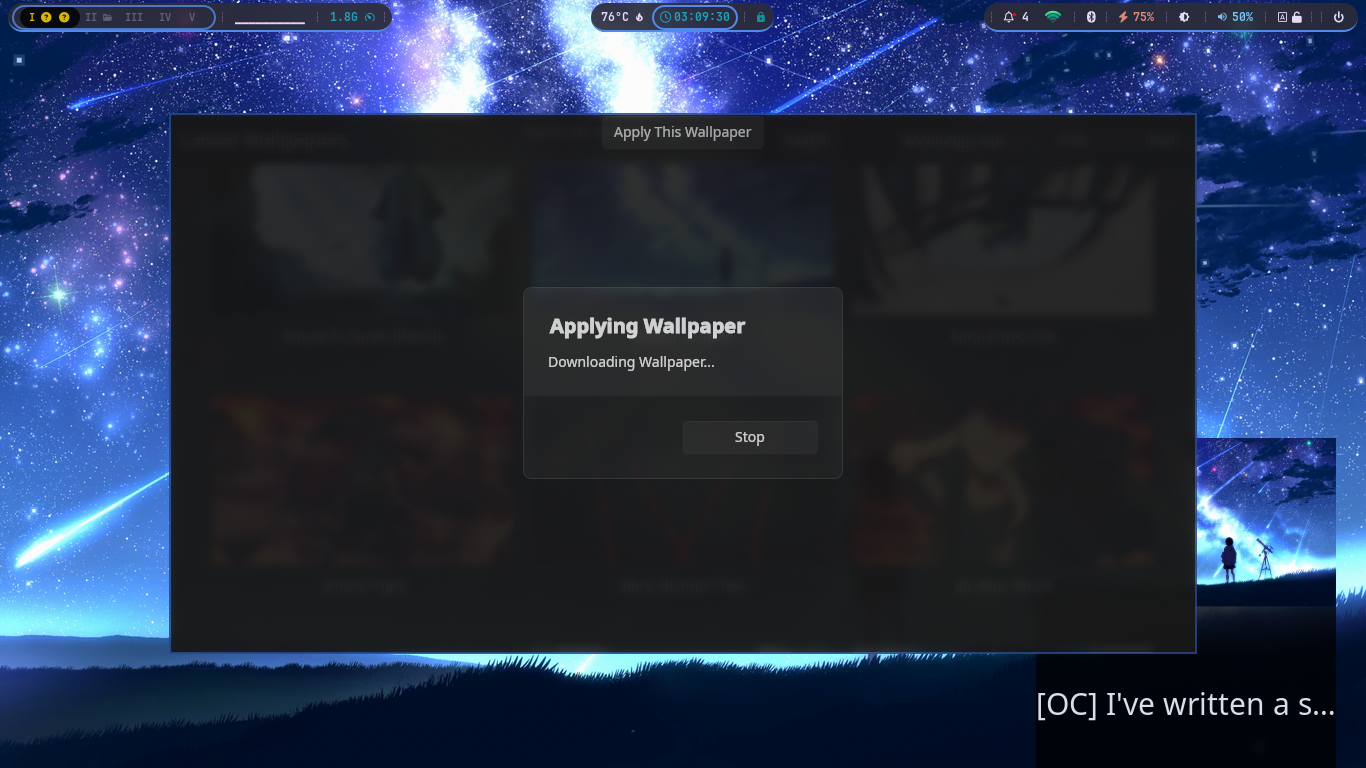 I ? ? II III IV V 1.8G
76°C 03:09:30
4 75% 50% A
Apply This Wallpaper
Applying Wallpaper
Downloading Wallpaper...
Stop
[OC] I've written a s...